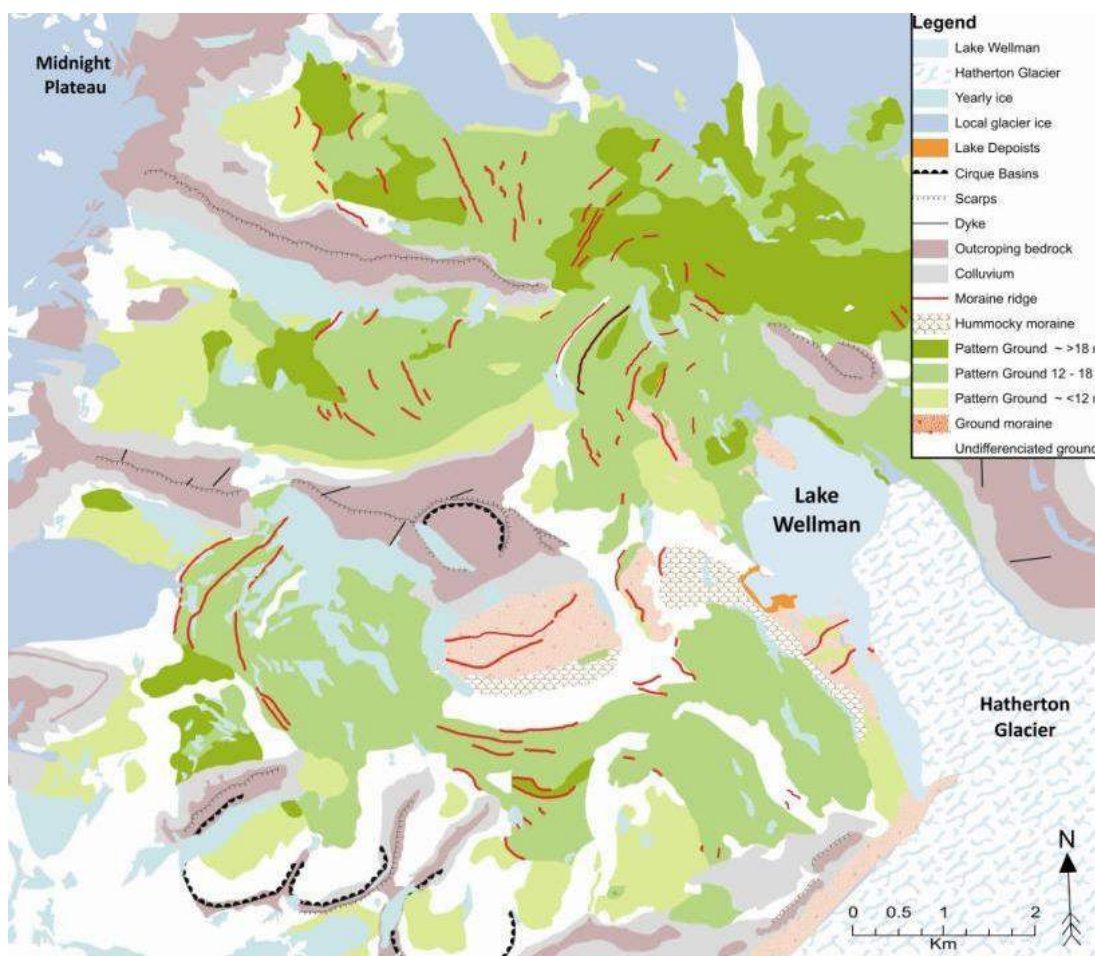 Midnight
Plateau
Legend
Lake Wellman
Hatherton Glacier
Yearly ice
Local glacier ice
Lake Depoists
Cirque Basins
Scarps
Dyke
Outcroping bedrock
Colluvium
Moraine ridge
Hummocky moraine
Pattern Ground ~ >18
Pattern Ground 12 - 18
Pattern Ground ~ <12
Ground moraine
Undifferenciated ground
Lake
Wellman
Hatherton
Glacier
N
0 0.5 1 2
Km